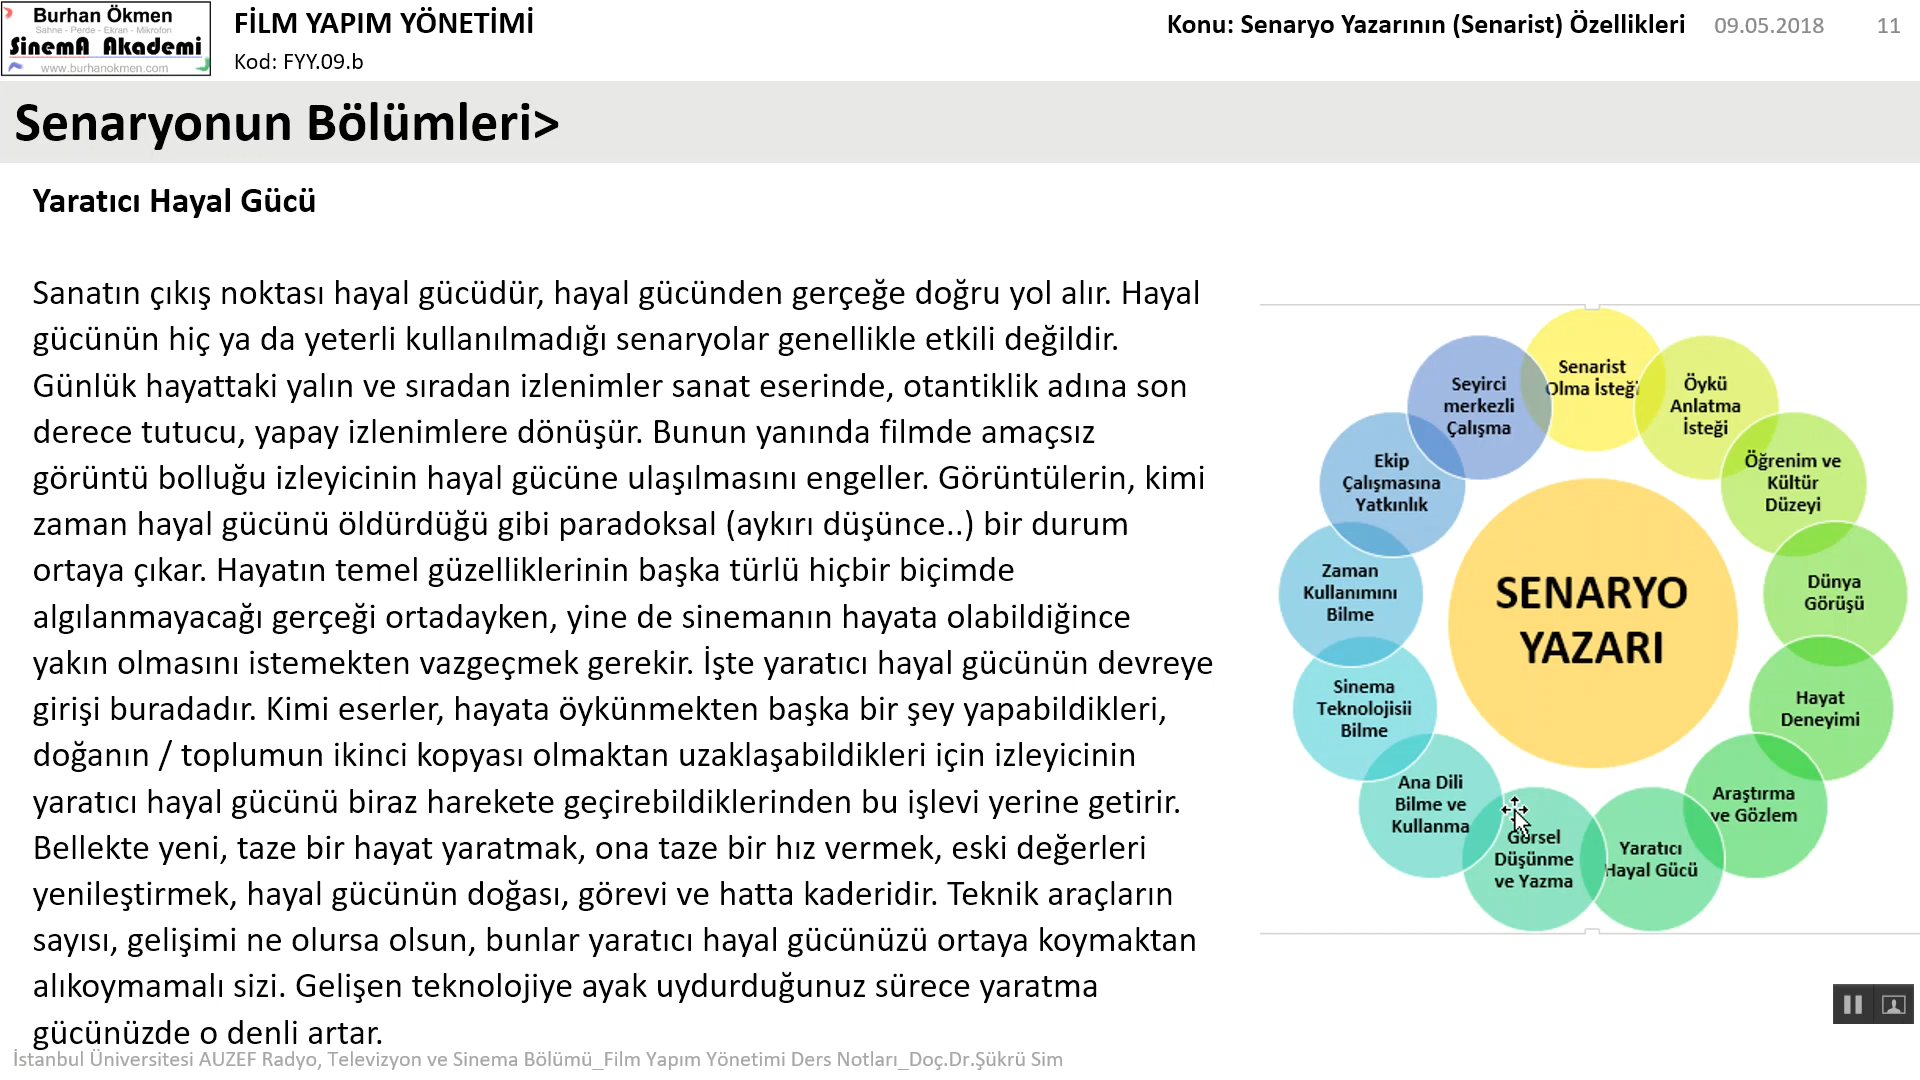 Burhan Ökmen
Sahne - Perde - Ekran - Mikrofon
SinemA Akademi
www.burhanokmen.com
FİLM YAPIM YÖNETİMİ
Kod: FYY.09.b
Konu: Senaryo Yazarının (Senarist) Özellikleri
09.05.2018
11
Senaryonun Bölümleri>
Yaratıcı Hayal Gücü
Sanatın çıkış noktası hayal gücüdür, hayal gücünden gerçeğe doğru yol alır. Hayal
gücünün hiç ya da yeterli kullanılmadığı senaryolar genellikle etkili değildir.
Günlük hayattaki yalın ve sıradan izlenimler sanat eserinde, otantiklik adına son
derece tutucu, yapay izlenimlere dönüşür. Bunun yanında filmde amaçsız
görüntü bolluğu izleyicinin hayal gücüne ulaşılmasını engeller. Görüntülerin, kimi
zaman hayal gücünü öldürdüğü gibi paradoksal (aykırı düşünce..) bir durum
ortaya çıkar. Hayatın temel güzelliklerinin başka türlü hiçbir biçimde
algılanmayacağı gerçeği ortadayken, yine de sinemanın hayata olabildiğince
yakın olmasını istemekten vazgeçmek gerekir. İşte yaratıcı hayal gücünün devreye
girişi buradadır. Kimi eserler, hayata öykünmekten başka bir şey yapabildikleri,
doğanın / toplumun ikinci kopyası olmaktan uzaklaşabildikleri için izleyicinin
yaratıcı hayal gücünü biraz harekete geçirebildiklerinden bu işlevi yerine getirir.
Bellekte yeni, taze bir hayat yaratmak, ona taze bir hız vermek, eski değerleri
yenileştirmek, hayal gücünün doğası, görevi ve hatta kaderidir. Teknik araçların
sayısı, gelişimi ne olursa olsun, bunlar yaratıcı hayal gücünüzü ortaya koymaktan
alıkoymamalı sizi. Gelişen teknolojiye ayak uydurduğunuz sürece yaratma
gücünüzde o denli artar.
Senarist
Olma İsteği
Öykü
Anlatma
İsteği
Öğrenim ve
Kültür
Düzeyi
Dünya
Görüşü
Hayat
Deneyimi
Araştırma
ve Gözlem
Yaratıcı
Hayal Gücü
Görsel
Düşünme
ve Yazma
Ana Dili
Bilme ve
Kullanma
Sinema
Teknolojisii
Bilme
Zaman
Kullanımını
Bilme
Ekip
Çalışmasına
Yatkınlık
Seyirci
merkezli
Çalışma
SENARYO
YAZARI
İstanbul Üniversitesi AUZEF Radyo, Televizyon ve Sinema Bölümü_Film Yapım Yönetimi Ders Notları_Doç.Dr.Şükrü Sim